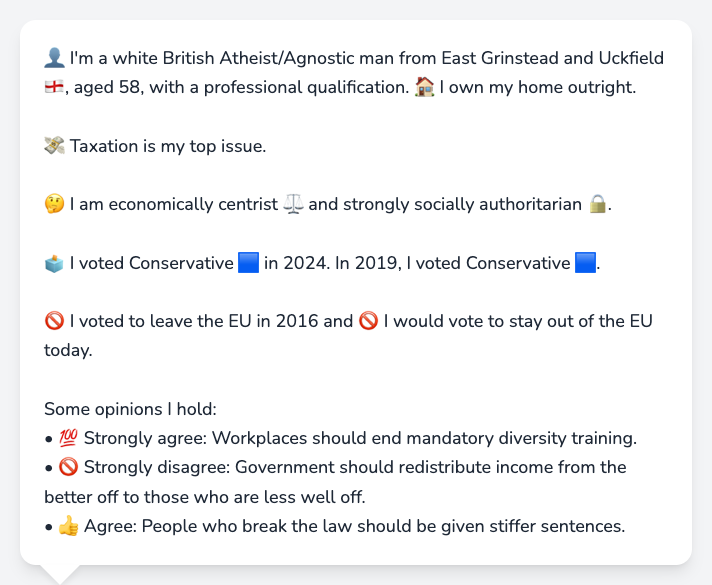 👤 I'm a white British Atheist/Agnostic man from East Grinstead and Uckfield
🏴󠁧󠁢󠁥󠁮󠁧󠁿, aged 58, with a professional qualification. 🏠 I own my home outright.
💸 Taxation is my top issue.
🤔 I am economically centrist ⚖️ and strongly socially authoritarian 🔒.
🗳️ I voted Conservative 🟦 in 2024. In 2019, I voted Conservative 🟦.
🚫 I voted to leave the EU in 2016 and 🚫 I would vote to stay out of the EU
today.
Some opinions I hold:
• 💯 Strongly agree: Workplaces should end mandatory diversity training.
• 🚫 Strongly disagree: Government should redistribute income from the
better off to those who are less well off.
• 👍 Agree: People who break the law should be given stiffer sentences.